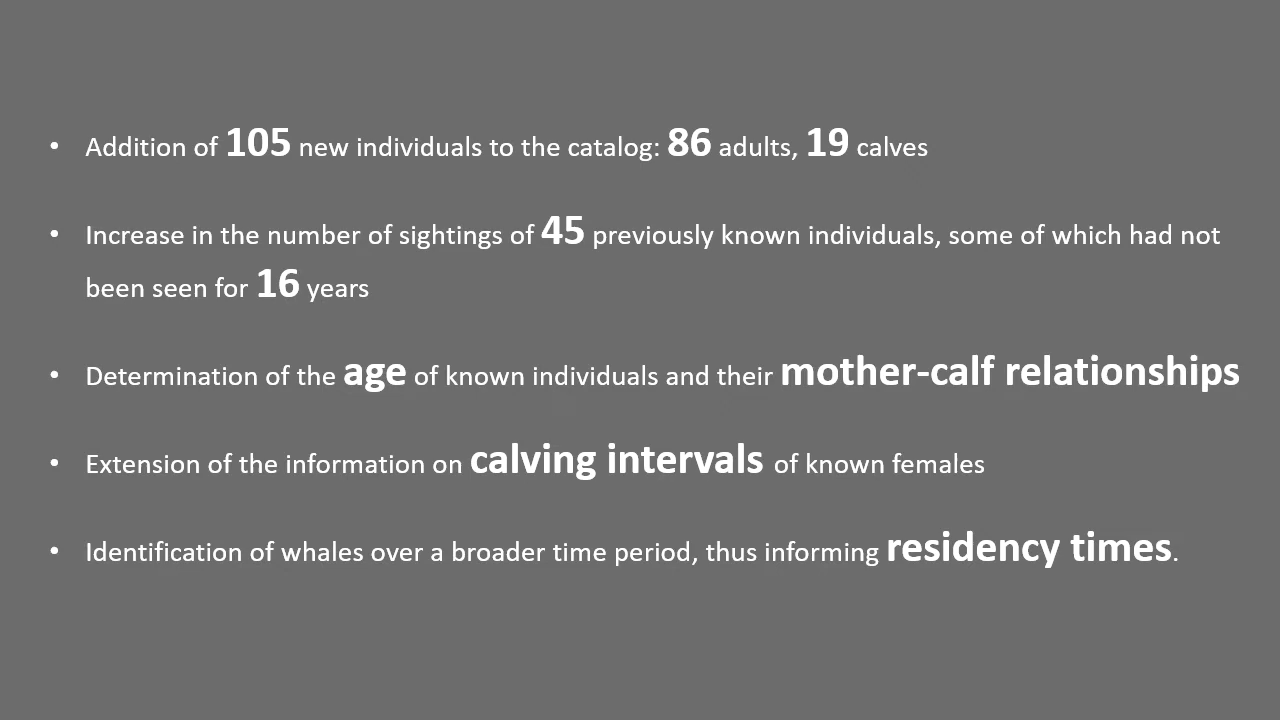 • Addition of 105 new individuals to the catalog: 86 adults, 19 calves
• Increase in the number of sightings of 45 previously known individuals, some of which had not
been seen for 16 years
• Determination of the age of known individuals and their mother-calf relationships
• Extension of the information on calving intervals of known females
• Identification of whales over a broader time period, thus informing residency times.